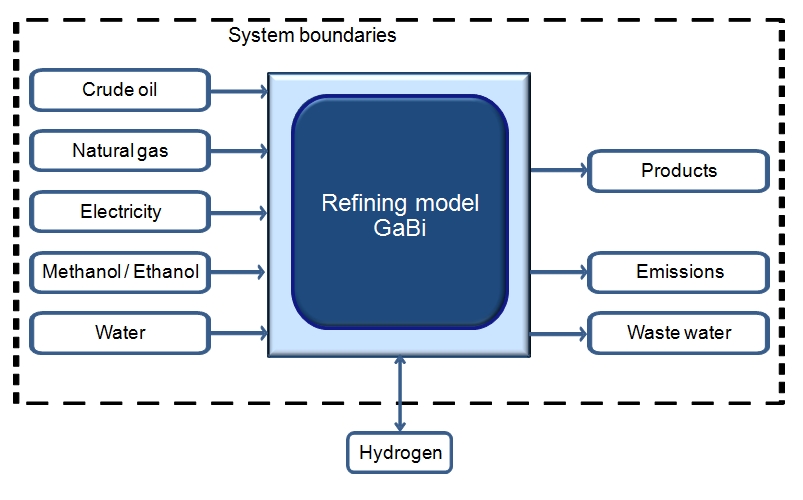 System boundaries
Crude oil
Natural gas
Electricity
Methanol / Ethanol
Water
Refining model
GaBi
Products
Emissions
Waste water
Hydrogen